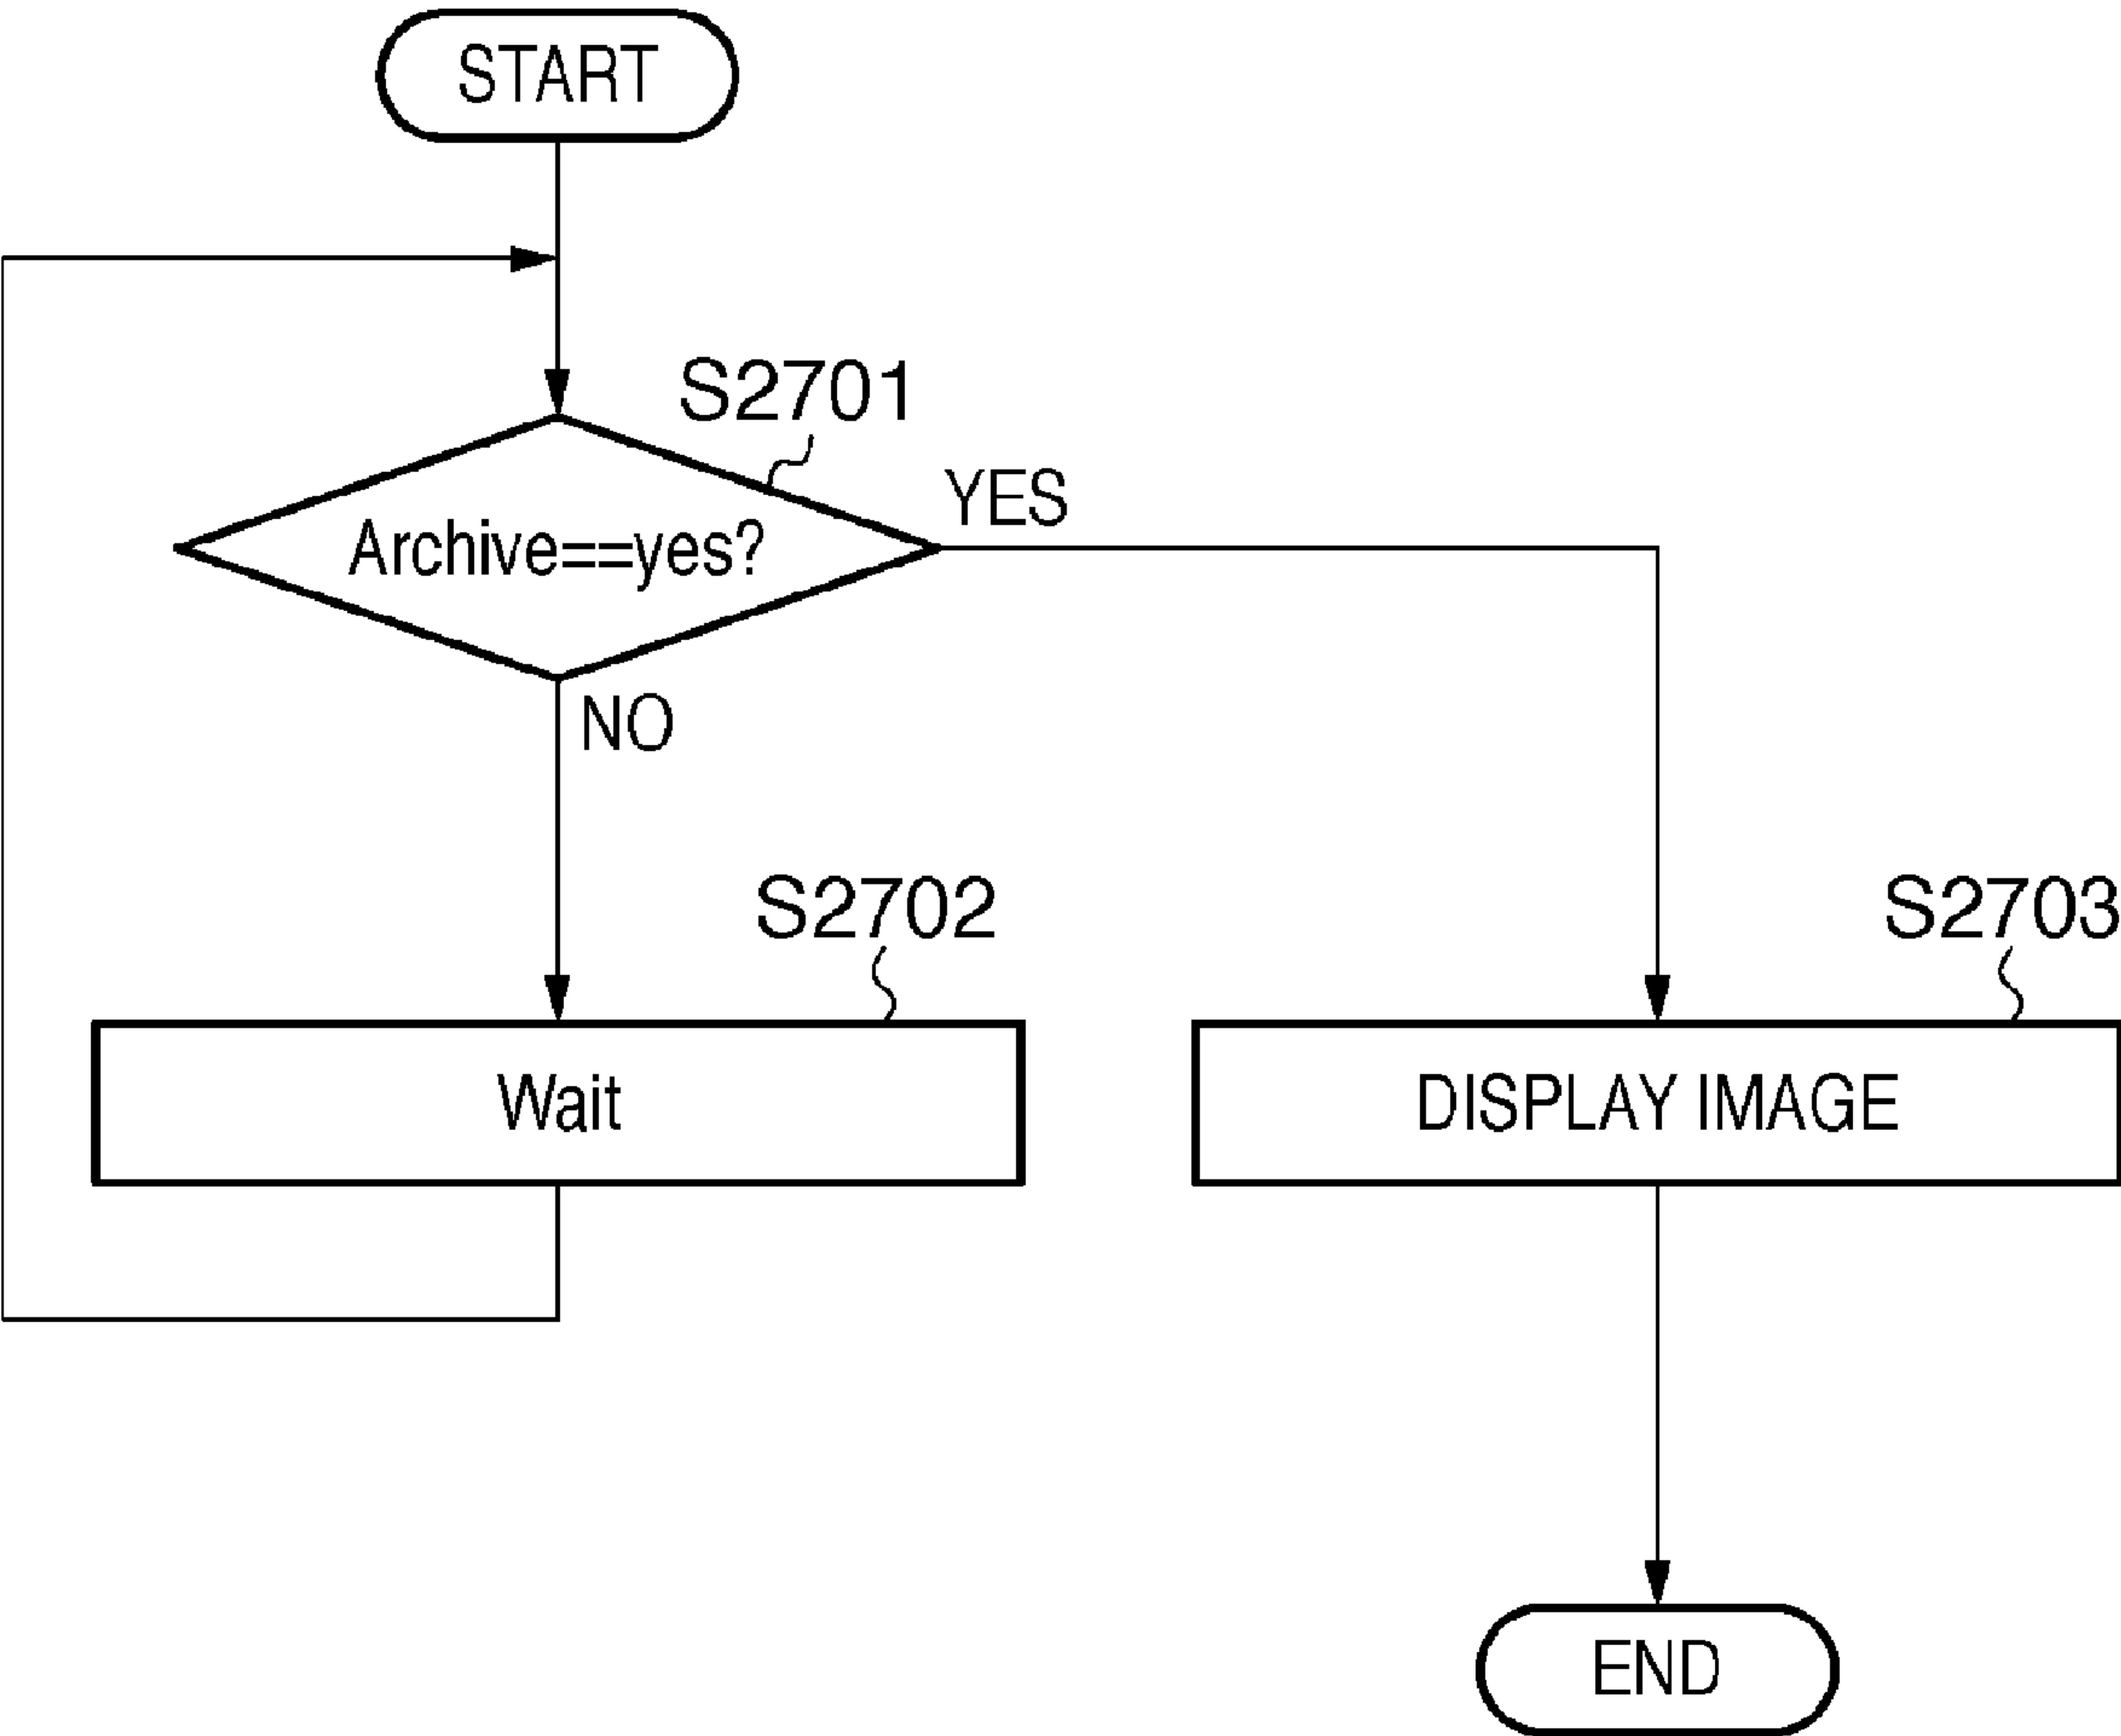 START
S2701
YES
Archive==yes?
NO
S2702
S2703
Wait
DISPLAY IMAGE
END